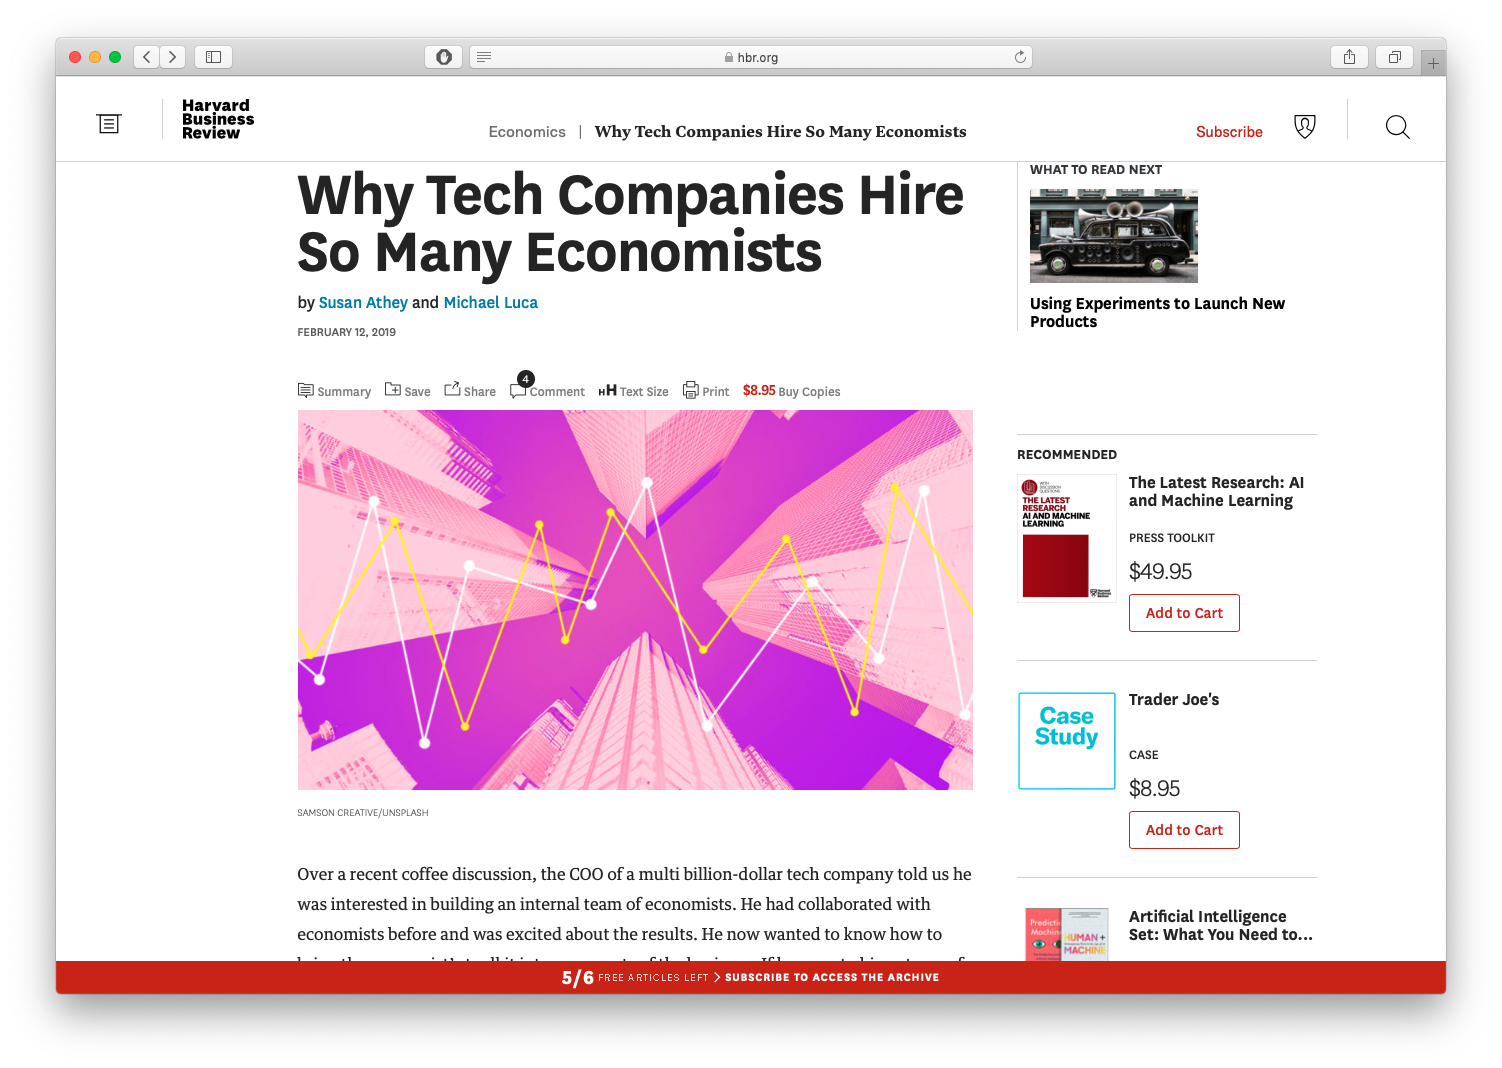 hbr.org
Harvard
Business
Review
Economics | Why Tech Companies Hire So Many Economists
Subscribe
Why Tech Companies Hire
So Many Economists
by Susan Athey and Michael Luca
FEBRUARY 12, 2019
Summary
Save
Share
4
Comment
Text Size
Print
$8.95 Buy Copies
SAMSON CREATIVE/UNSPLASH
Over a recent coffee discussion, the COO of a multi billion-dollar tech company told us he
was interested in building an internal team of economists. He had collaborated with
economists before and was excited about the results. He now wanted to know how to
WHAT TO READ NEXT
Using Experiments to Launch New
Products
RECOMMENDED
WITH
DISCUSSION
QUESTIONS
THE LATEST
RESEARCH
AI AND MACHINE
LEARNING
Harvard
Business
Review
The Latest Research: AI
and Machine Learning
PRESS TOOLKIT
$49.95
Add to Cart
Case
Study
Trader Joe's
CASE
$8.95
Add to Cart
HUMAN +
MACHINE
Artificial Intelligence
Set: What You Need to...
5/6 FREE ARTICLES LEFT > SUBSCRIBE TO ACCESS THE ARCHIVE